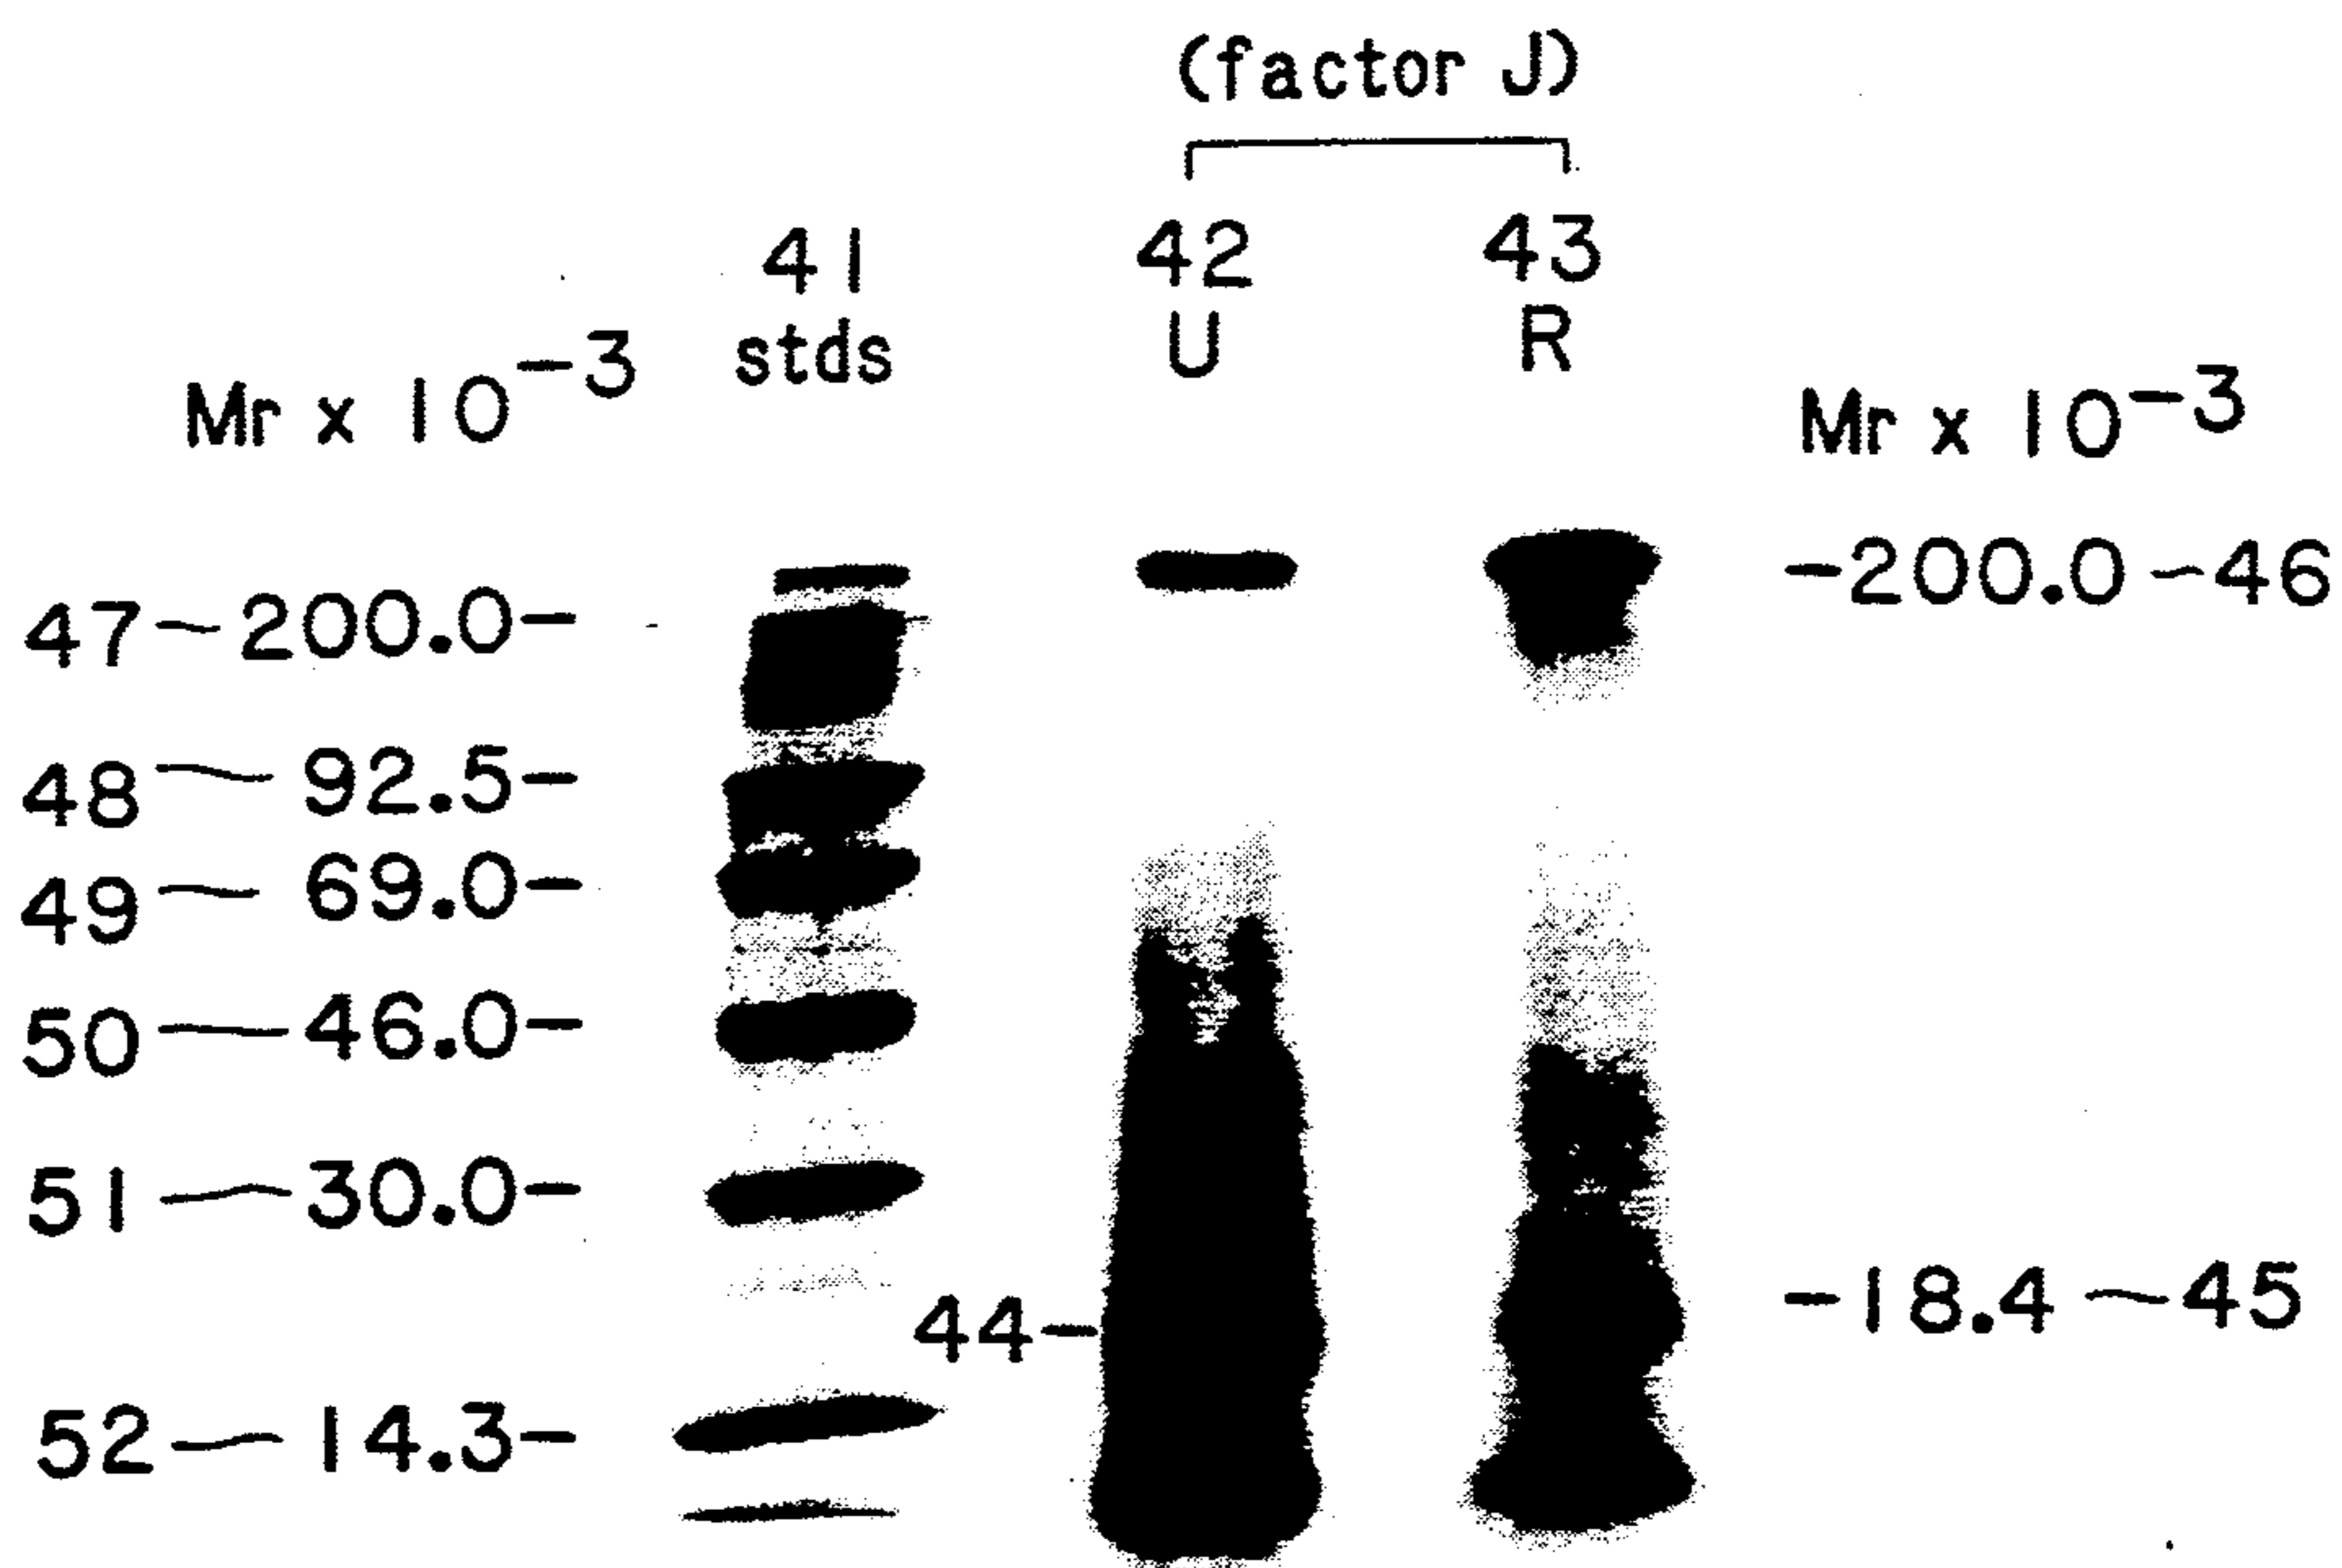 (factor J)
41 42 43
stds U R
Mr x 10-3 Mr x 10-3
-200.0-46
47-200.0-
48-92.5-
49-69.0-
50-46.0-
51-30.0-
-18.4-45
44-
52-14.3-